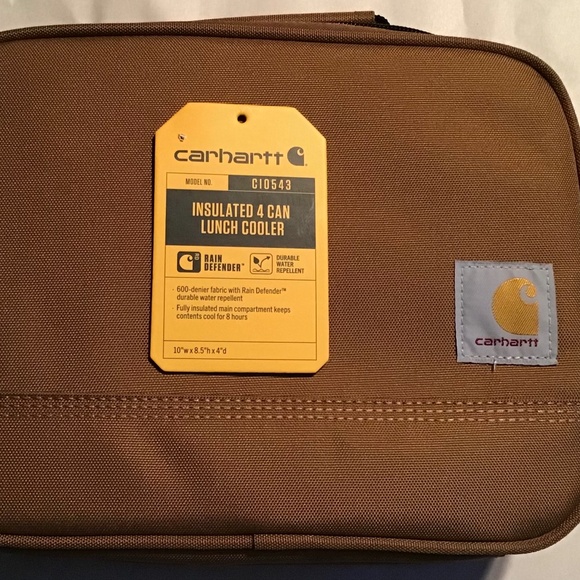 carhartt
MODEL NO. CI0543
INSULATED 4 CAN
LUNCH COOLER
RAIN
DEFENDER™
DURABLE
WATER
REPELLENT
· 600-denier fabric with Rain Defender™
durable water repellent
· Fully insulated main compartment keeps
contents cool for 8 hours
10"w x 8.5"h x 4"d
carhartt